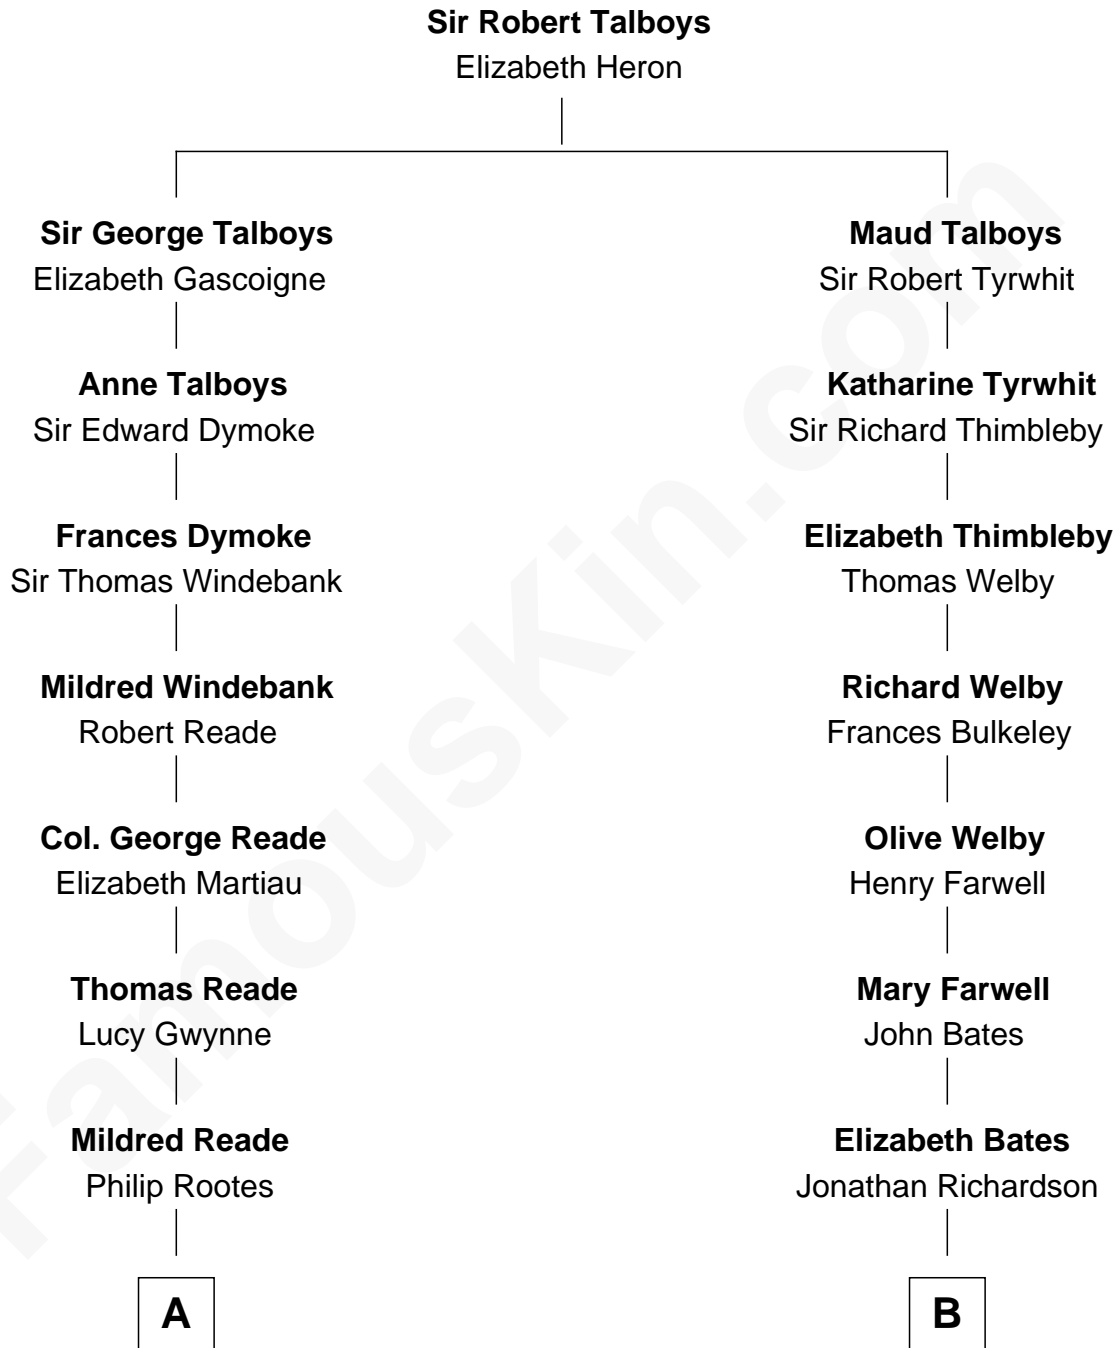 Sir Robert Talboys
Elizabeth Heron
Sir George Talboys
Elizabeth Gascoigne
Anne Talboys
Sir Edward Dymoke
Frances Dymoke
Sir Thomas Windebank
Mildred Windebank
Robert Reade
Col. George Reade
Elizabeth Martiau
Thomas Reade
Lucy Gwynne
Mildred Reade
Philip Rootes
A
Maud Talboys
Sir Robert Tyrwhit
Katharine Tyrwhit
Sir Richard Thimbleby
Elizabeth Thimbleby
Thomas Welby
Richard Welby
Frances Bulkeley
Olive Welby
Henry Farwell
Mary Farwell
John Bates
Elizabeth Bates
Jonathan Richardson
B
FamousKin.com